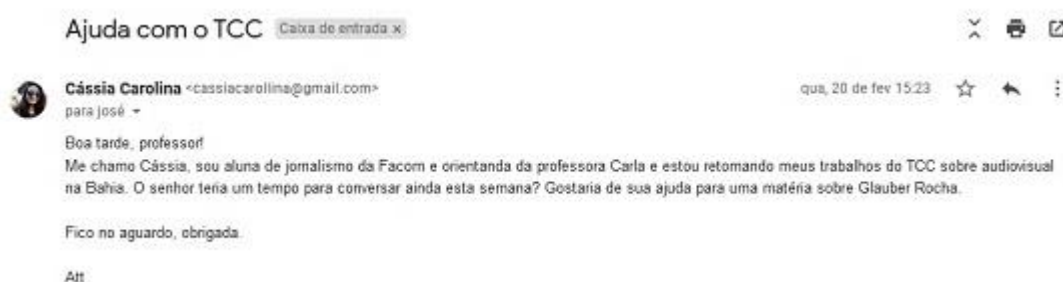 Ajuda com o TCC Caixa de entrada x
Cássia Carolina <cassiacarollina@gmail.com> qua, 20 de fev 15:23
para josé
Boa tarde, professor!
Me chamo Cássia, sou aluna de jornalismo da Facom e orientanda da professora Carla e estou retomando meus trabalhos do TCC sobre audiovisual
na Bahia. O senhor teria um tempo para conversar ainda esta semana? Gostaria de sua ajuda para uma matéria sobre Glauber Rocha.
Fico no aguardo, obrigada.
Att